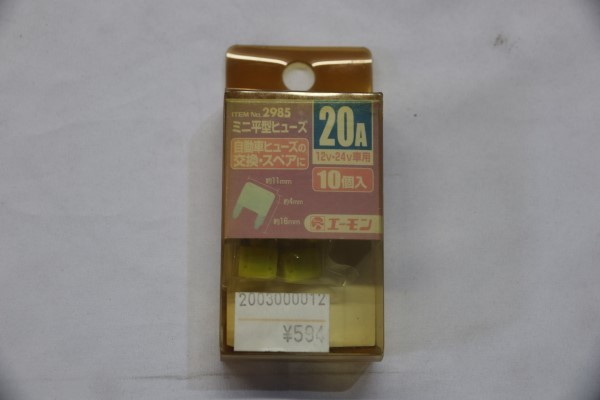 ITEM No. 2985
ミニ平型ヒューズ
20A
12V・24V車用
自動車ヒューズの
交換・スペアに
10個入
約11mm
約4mm
約16mm
エーモン
2003000012
¥594